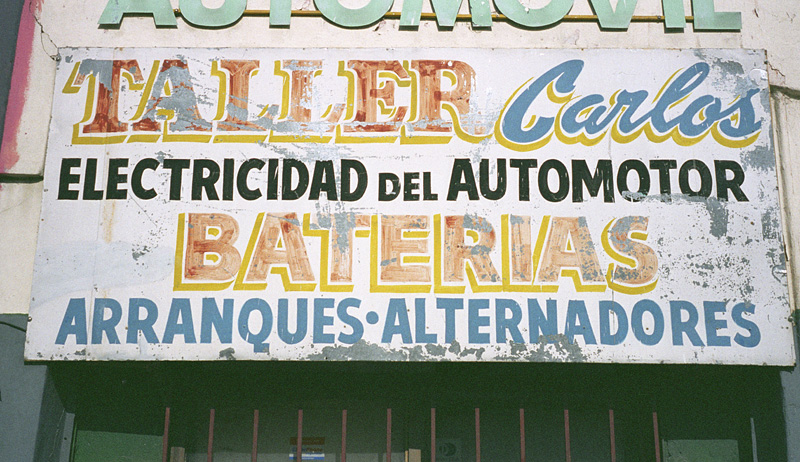 AUTOMOVIL
TALLER Carlos
ELECTRICIDAD DEL AUTOMOTOR
BATERIAS
ARRANQUES·ALTERNADORES